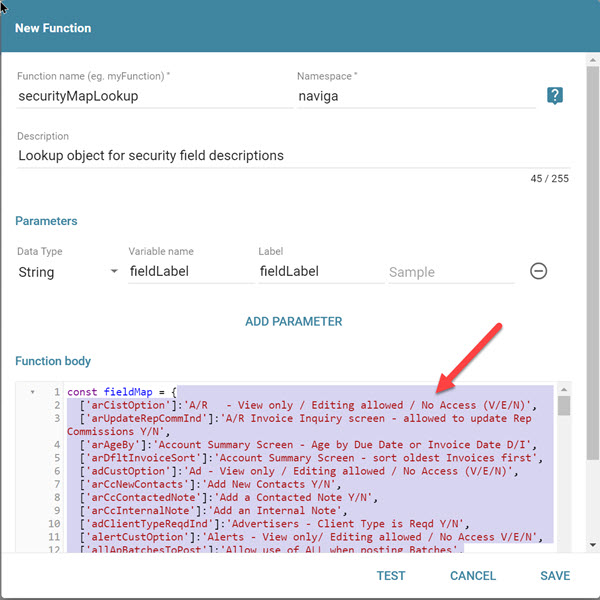 New Function
Function name (eg. myFunction) * Namespace *
securityMapLookup naviga ?
Description
Lookup object for security field descriptions
45 / 255
Parameters
Data Type Variable name Label
String fieldLabel fieldLabel Sample
ADD PARAMETER
Function body
1 const fieldMap = {
2 ['arCistOption']:'A/R - View only / Editing allowed / No Access (V/E/N)',
3 ['arUpdateRepCommInd']:'A/R Invoice Inquiry screen - allowed to update Rep
Commissions Y/N',
4 ['arAgeBy']:'Account Summary Screen - Age by Due Date or Invoice Date D/I',
5 ['arDfltInvoiceSort']:'Account Summary Screen - sort oldest Invoices first',
6 ['adCustOption']:'Ad - View only / Editing allowed / No Access (V/E/N)',
7 ['arCcNewContacts']:'Add New Contacts Y/N',
8 ['arCcContactedNote']:'Add a Contacted Note Y/N',
9 ['arCcInternalNote']:'Add an Internal Note',
10 ['adClientTypeReqdInd']:'Advertisers - Client Type is Reqd Y/N',
11 ['alertCustOption']:'Alerts - View only/ Editing allowed / No Access V/E/N',
12 ['allApBatchesToPost']:'Allow use of ALL when posting Batches'
TEST CANCEL SAVE